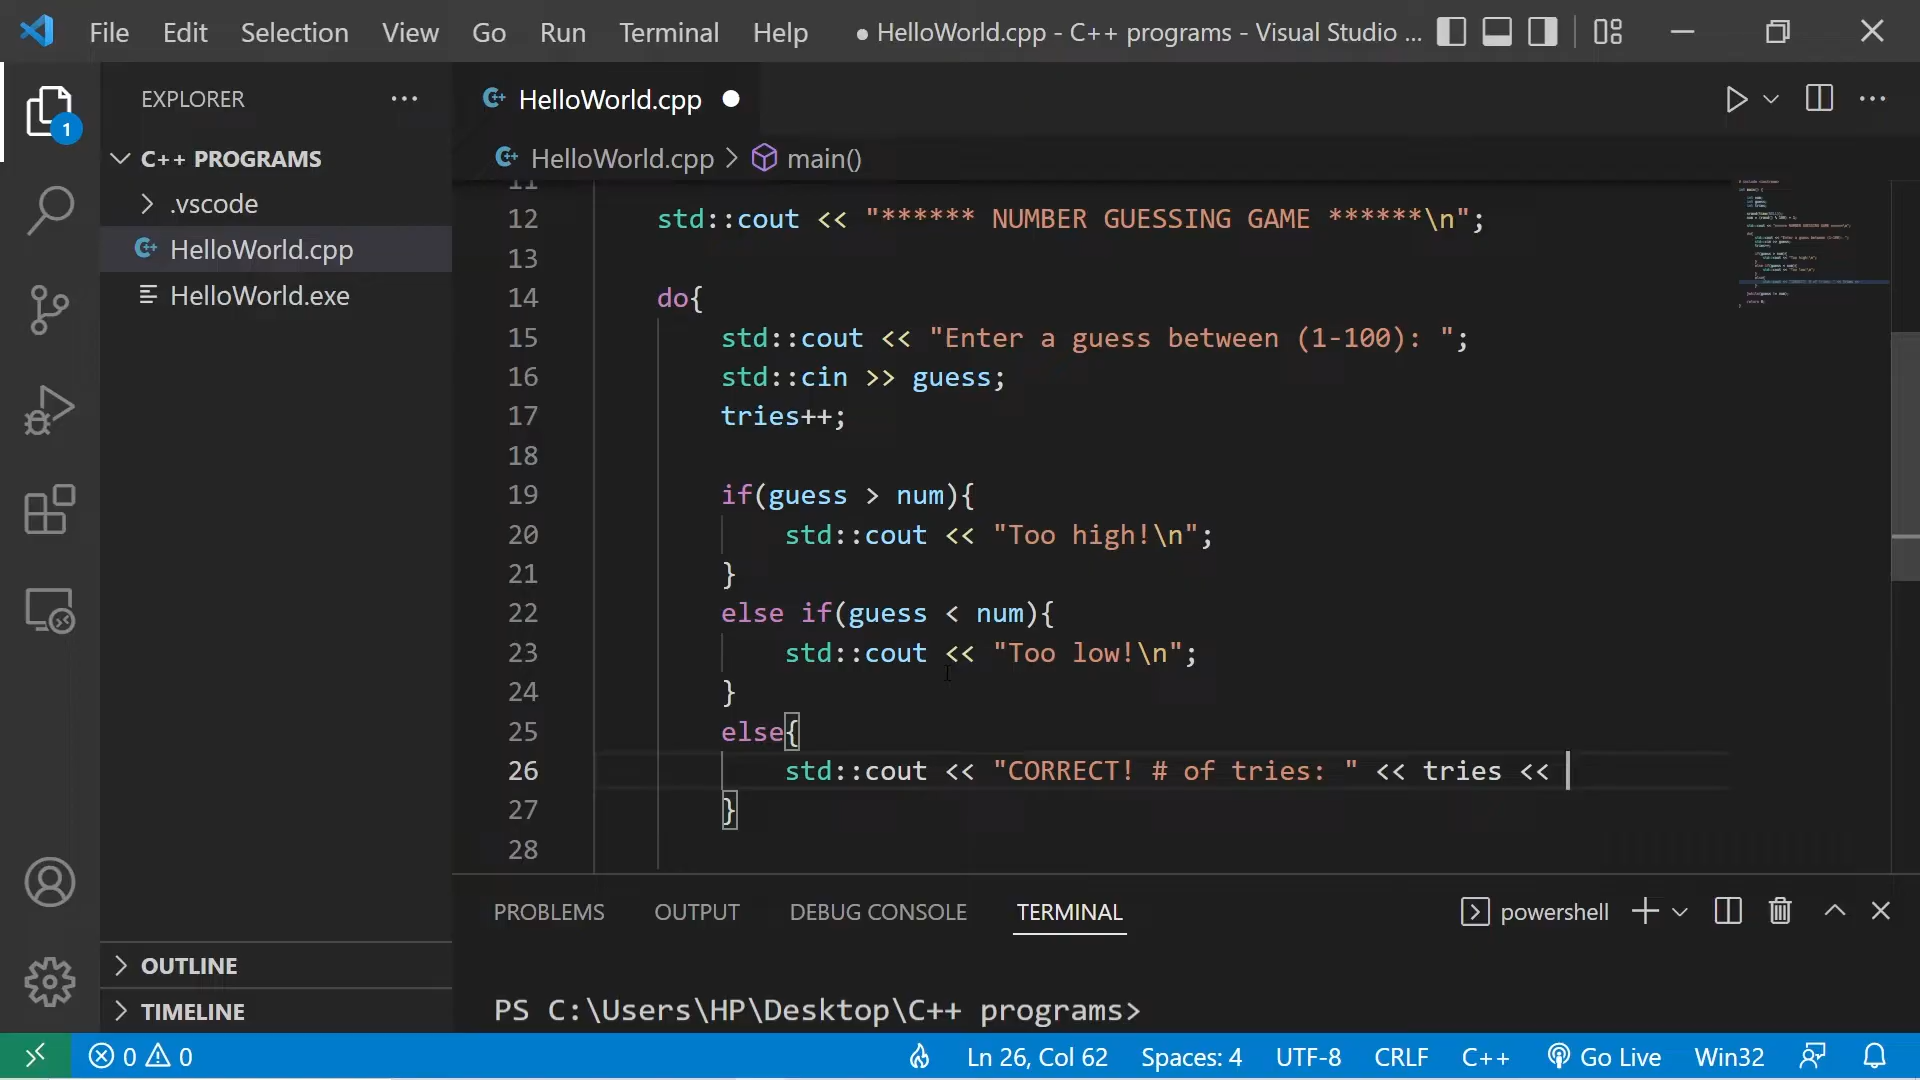 File Edit Selection View Go Run Terminal Help ● HelloWorld.cpp - C++ programs - Visual Studio ...
EXPLORER
HelloWorld.cpp
1
C++ PROGRAMS
HelloWorld.cpp > main()
.vscode
HelloWorld.cpp
HelloWorld.exe
11
12 std::cout << "****** NUMBER GUESSING GAME ******\n";
13
14 do{
15 std::cout << "Enter a guess between (1-100): ";
16 std::cin >> guess;
17 tries++;
18
19 if(guess > num){
20 std::cout << "Too high!\n";
21 }
22 else if(guess < num){
23 std::cout << "Too low!\n";
24 }
25 else{
26 std::cout << "CORRECT! # of tries: " << tries <<
27 }
28
PROBLEMS OUTPUT DEBUG CONSOLE TERMINAL powershell
OUTLINE
TIMELINE
PS C:\Users\HP\Desktop\C++ programs>
0 0 Ln 26, Col 62 Spaces: 4 UTF-8 CRLF C++ Go Live Win32